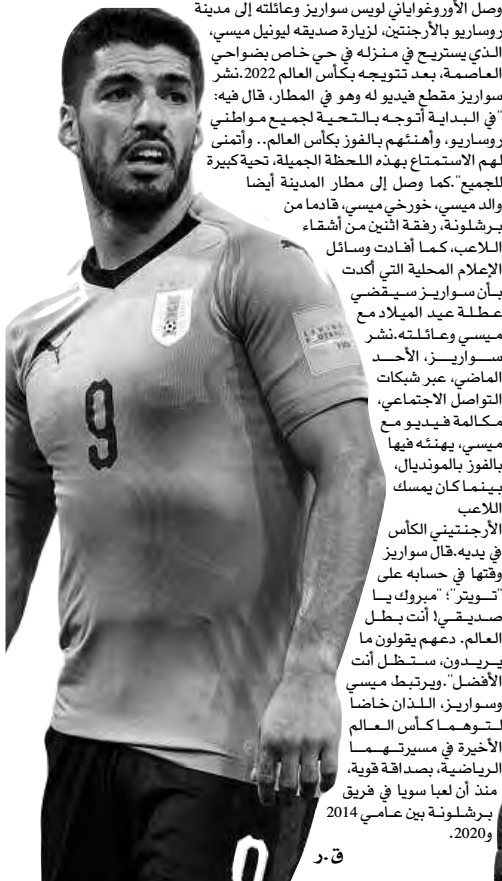 وصل الأوروغواياني لويس سواريز وعائلته إلى مدينة
روساريو بالأرجنتين، لزيارة صديقه ليونيل ميسي،
الذي يستريح في منزله في حي خاص بضواحي
العاصمة، بعد تتويجه بكأس العالم 2022.نشر
سواريز مقطع فيديو له وهو في المطار، قال فيه:
"في البداية أتوجه بالتحية لجميع مواطني
روساريو، وأهنئهم بالفوز بكأس العالم.. وأتمنى
لهم الاستمتاع بهذه اللحظة الجميلة، تحية كبيرة
للجميع".كما وصل إلى مطار المدينة أيضا
والد ميسي، خورخي ميسي، قادما من
برشلونة، رفقة اثنين من أشقاء
اللاعب، كما أفادت وسائل
الإعلام المحلية التي أكدت
بأن سواريز سيقضي
عطلة عيد الميلاد مع
ميسي وعائلته.نشر
سواريز، الأحد
الماضي، عبر شبكات
التواصل الاجتماعي،
مكالمة فيديو مع
ميسي، يهنئه فيها
بالفوز بالمونديال،
بينما كان يمسك
اللاعب
الأرجنتيني الكأس
في يديه.قال سواريز
وقتها في حسابه على
"تويتر"؛ "مبروك يا
صديقي! أنت بطل
العالم. دعهم يقولون ما
يريدون، ستظل أنت
الأفضل".ويرتبط ميسي
وسواريز، اللذان خاضا
لتوهما كأس العالم
الأخيرة في مسيرتهما
الرياضية، بصداقة قوية،
منذ أن لعبا سويا في فريق
برشلونة بين عامي 2014
و2020.
ق.ر
9